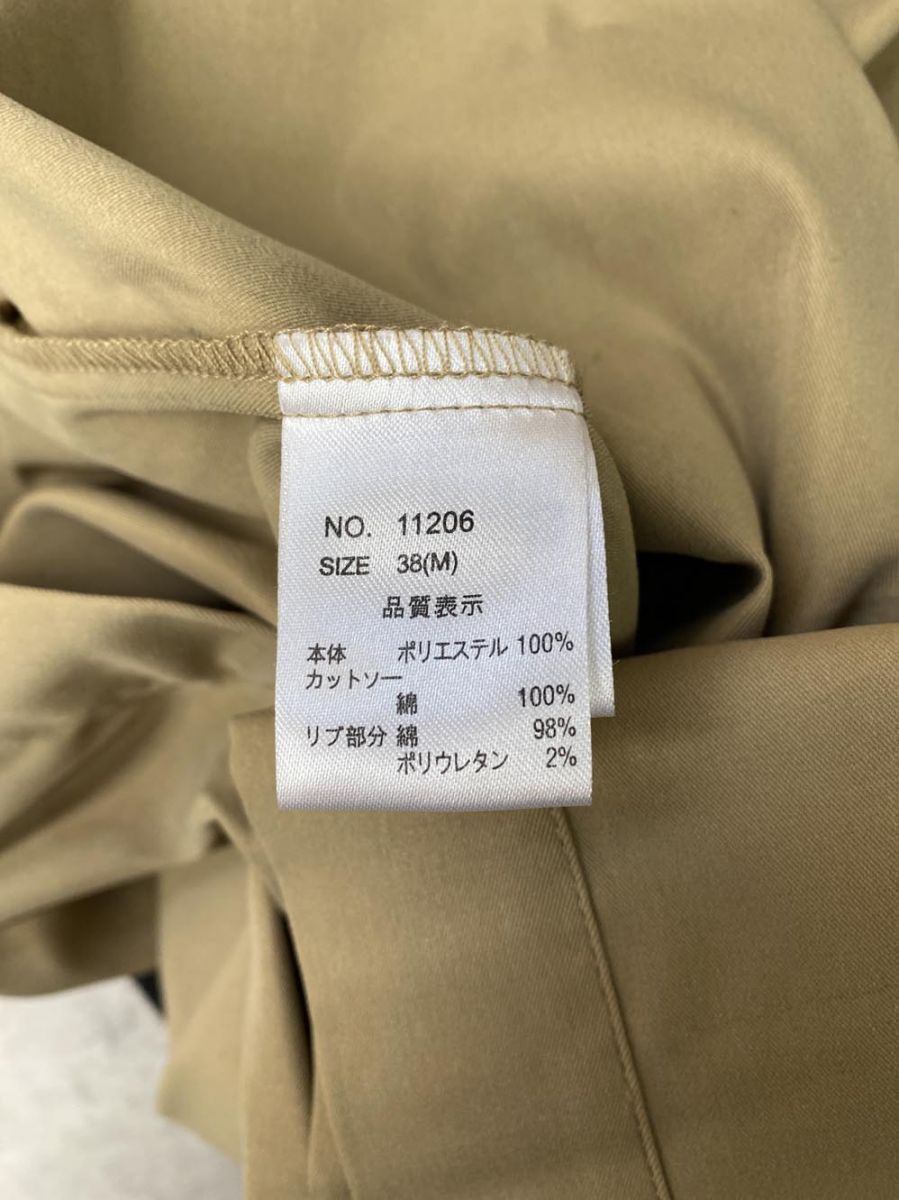 NO. 11206
SIZE 38(M)
品質表示
本体 ポリエステル 100%
カットソー
綿 100%
リブ部分 綿 98%
ポリウレタン 2%